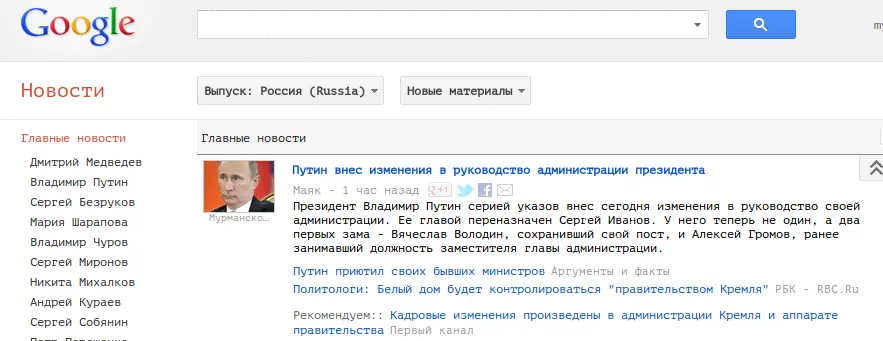 Google
my
Новости
Выпуск: Россия (Russia)
Новые материалы
Главные новости
Дмитрий Медведев
Владимир Путин
Сергей Безруков
Мария Шарапова
Владимир Чуров
Сергей Миронов
Никита Михалков
Андрей Кураев
Сергей Собянин
Петр Порошенко
Главные новости
Мурманско...
Путин внес изменения в руководство администрации президента
Маяк - 1 час назад
+1
Президент Владимир Путин серией указов внес сегодня изменения в руководство своей
администрации. Ее главой переназначен Сергей Иванов. У него теперь не один, а два
первых зама - Вячеслав Володин, сохранивший свой пост, и Алексей Громов, ранее
занимавший должность заместителя главы администрации.
Путин приютил своих бывших министров Аргументы и факты
Политологи: Белый дом будет контролироваться "правительством Кремля" РБК - RBC.Ru
Рекомендуем:: Кадровые изменения произведены в администрации Кремля и аппарате
правительства Первый канал